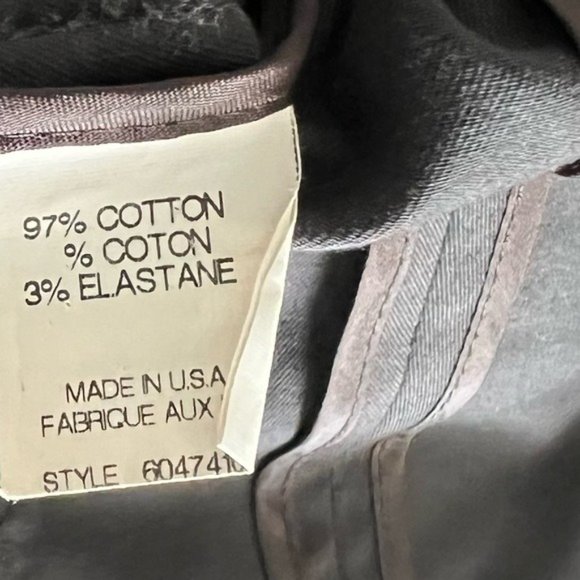 97% COTTON
% COTON
3% ELASTANE
MADE IN U.S.A
FABRIQUE AUX
STYLE 604741